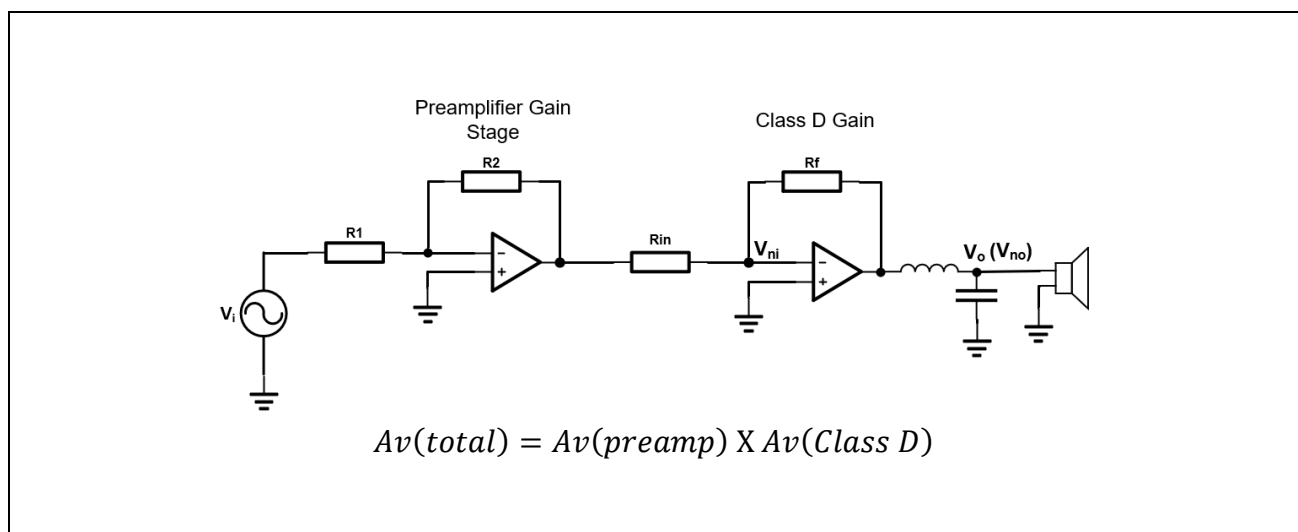 Preamplifier Gain
Stage
Class D Gain
R2
Rf
R1
Rin
Vni
Vo (Vno)
Vi
Av(total) = Av(preamp) X Av(Class D)